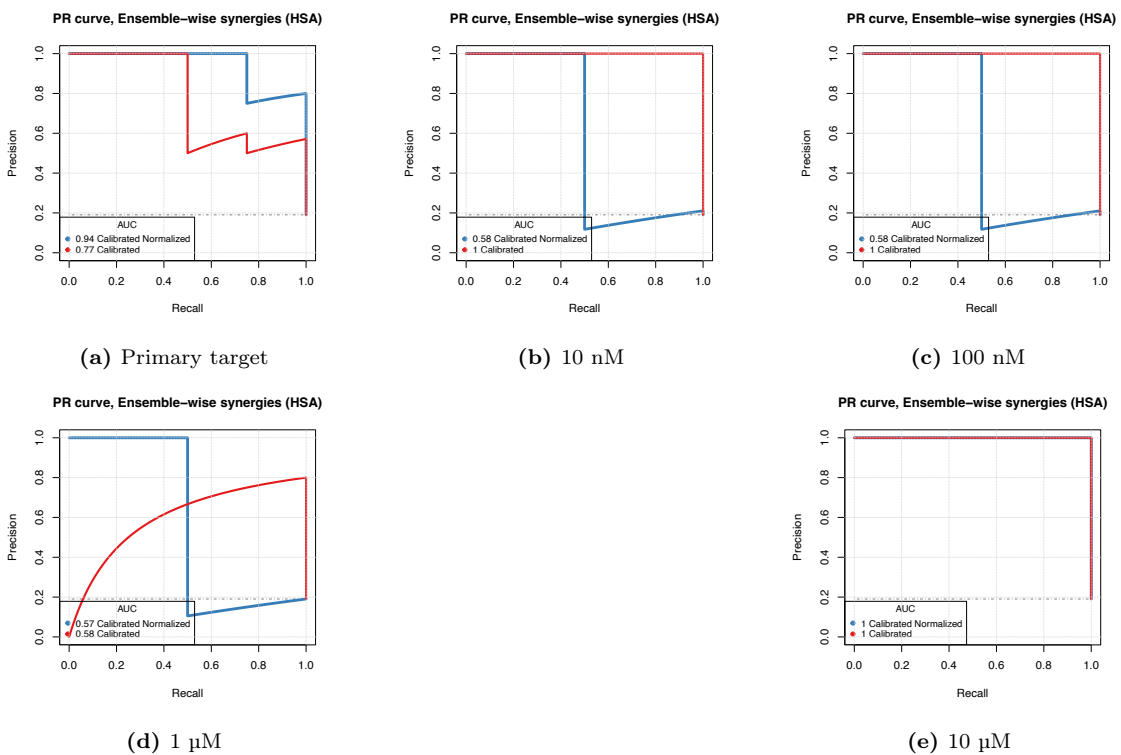 PR curve, Ensemble−wise synergies (HSA)
Precision
1.0
0.8
0.6
0.4
0.2
0.0
AUC
0.94 Calibrated Normalized
0.77 Calibrated
0.0 0.2 0.4 0.6 0.8 1.0
Recall
(a) Primary target
PR curve, Ensemble−wise synergies (HSA)
Precision
1.0
0.8
0.6
0.4
0.2
0.0
AUC
0.58 Calibrated Normalized
1 Calibrated
0.0 0.2 0.4 0.6 0.8 1.0
Recall
(b) 10 nM
PR curve, Ensemble−wise synergies (HSA)
Precision
1.0
0.8
0.6
0.4
0.2
0.0
AUC
0.58 Calibrated Normalized
1 Calibrated
0.0 0.2 0.4 0.6 0.8 1.0
Recall
(c) 100 nM
PR curve, Ensemble−wise synergies (HSA)
Precision
1.0
0.8
0.6
0.4
0.2
0.0
AUC
0.57 Calibrated Normalized
0.58 Calibrated
0.0 0.2 0.4 0.6 0.8 1.0
Recall
(d) 1 µM
PR curve, Ensemble−wise synergies (HSA)
Precision
1.0
0.8
0.6
0.4
0.2
0.0
AUC
1 Calibrated Normalized
1 Calibrated
0.0 0.2 0.4 0.6 0.8 1.0
Recall
(e) 10 µM